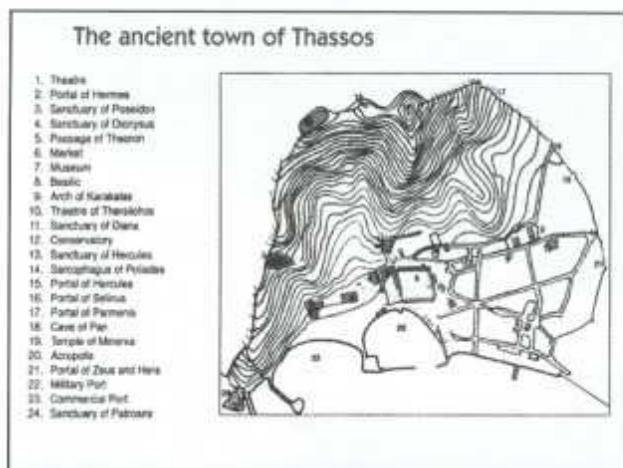 The ancient town of Thassos
1. Theatre
2. Portal of Hermes
3. Sanctuary of Poseidon
4. Sanctuary of Dionysus
5. Passage of Theoron
6. Market
7. Museum
8. Basilic
9. Arch of Karakalas
10. Theatre of Thersilohos
11. Sanctuary of Diana
12. Conservatory
13. Sanctuary of Hercules
14. Sarcophagus of Poliades
15. Portal of Hercules
16. Portal of Selinus
17. Portal of Parmenis
18. Cave of Pan
19. Temple of Minerva
20. Acropolis
21. Portal of Zeus and Hera
22. Military Port
23. Commercial Port
24. Sanctuary of